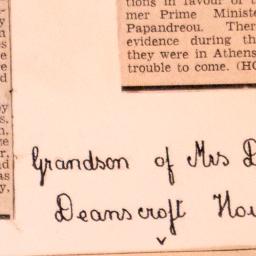 tions in favour of
mer Prime Ministe
Papandreou. Ther
evidence during th
they were in Athens
trouble to come. (HO
Grandson of Mrs D
Deanscroft Hou